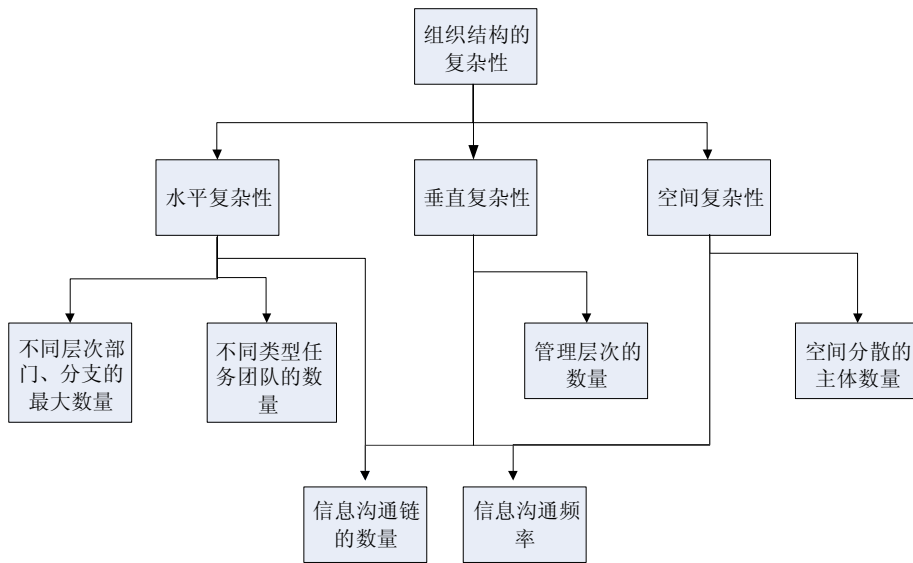 组织结构的
复杂性
水平复杂性
垂直复杂性
空间复杂性
不同层次部
门、分支的
最大数量
不同类型任
务团队的数
量
管理层次的
数量
空间分散的
主体数量
信息沟通链
的数量
信息沟通频
率